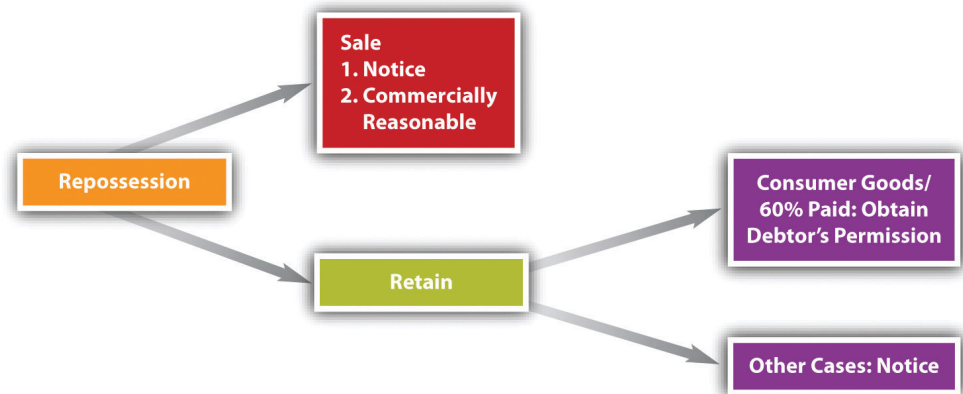 Sale
1. Notice
2. Commercially
Reasonable
Repossession
Consumer Goods/
60% Paid: Obtain
Debtor's Permission
Retain
Other Cases: Notice